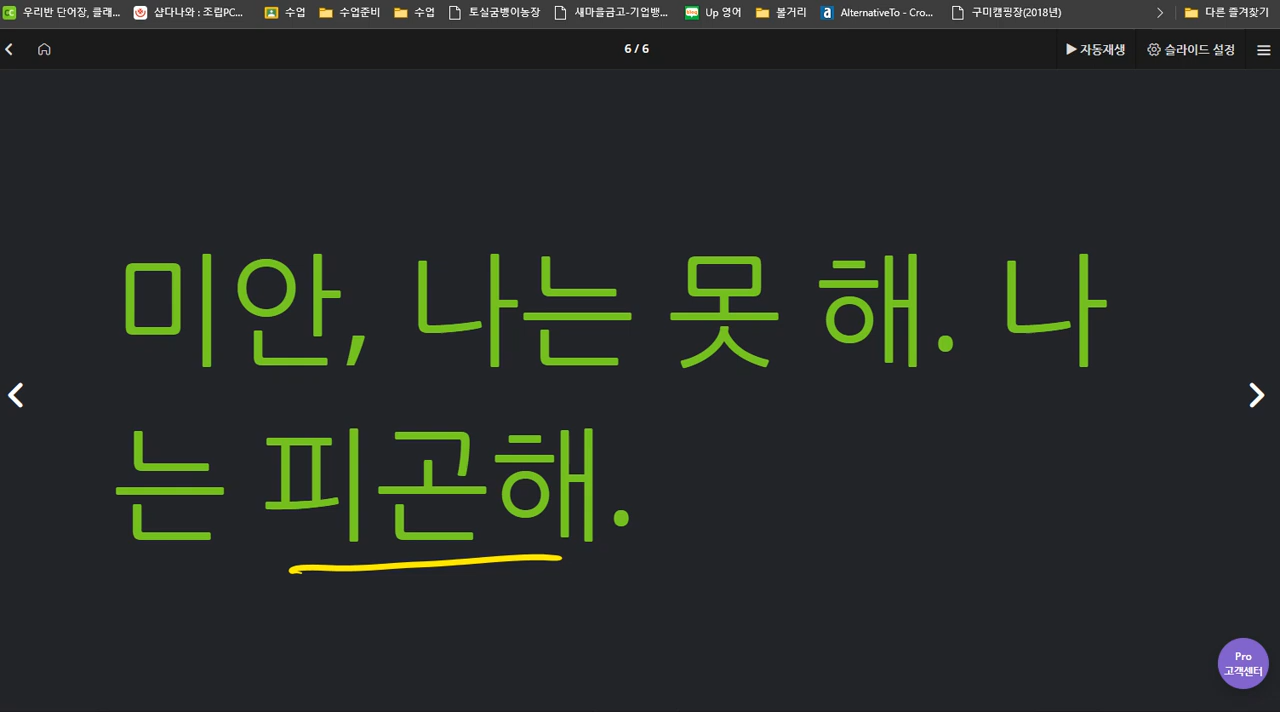 우리반 단어장, 클래... 샵다나와 : 조립PC... 수업 수업준비 수업 토실굼벵이농장 새마을금고-기업뱅... Up 영어 볼거리 AlternativeTo - Cro... 구미캠핑장(2018년) 다른 즐겨찾기
6 / 6 자동재생 슬라이드 설정
미안, 나는 못 해. 나
는 피곤해.
Pro
고객센터